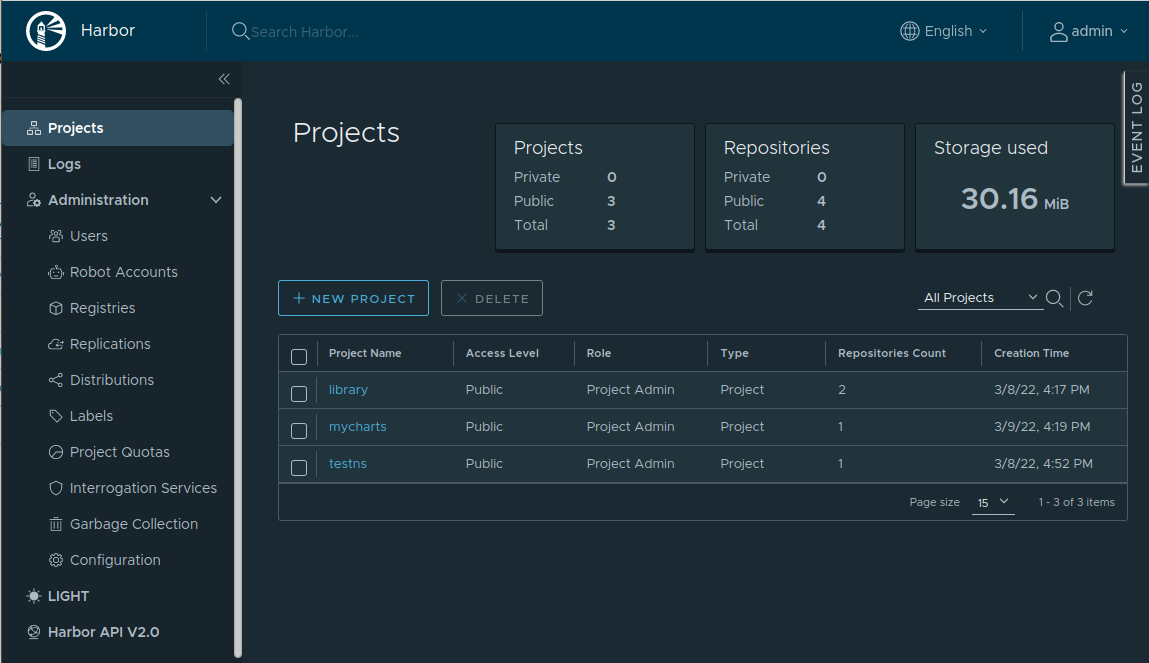 Harbor
Search Harbor...
English
admin
EVENT LOG
Projects
Logs
Administration
Users
Robot Accounts
Registries
Replications
Distributions
Labels
Project Quotas
Interrogation Services
Garbage Collection
Configuration
LIGHT
Harbor API V2.0
Projects
Projects
Private 0
Public 3
Total 3
Repositories
Private 0
Public 4
Total 4
Storage used
30.16 MiB
NEW PROJECT
DELETE
All Projects
Project Name Access Level Role Type Repositories Count Creation Time
library Public Project Admin Project 2 3/8/22, 4:17 PM
mycharts Public Project Admin Project 1 3/9/22, 4:19 PM
testns Public Project Admin Project 1 3/8/22, 4:52 PM
Page size 15 1 - 3 of 3 items